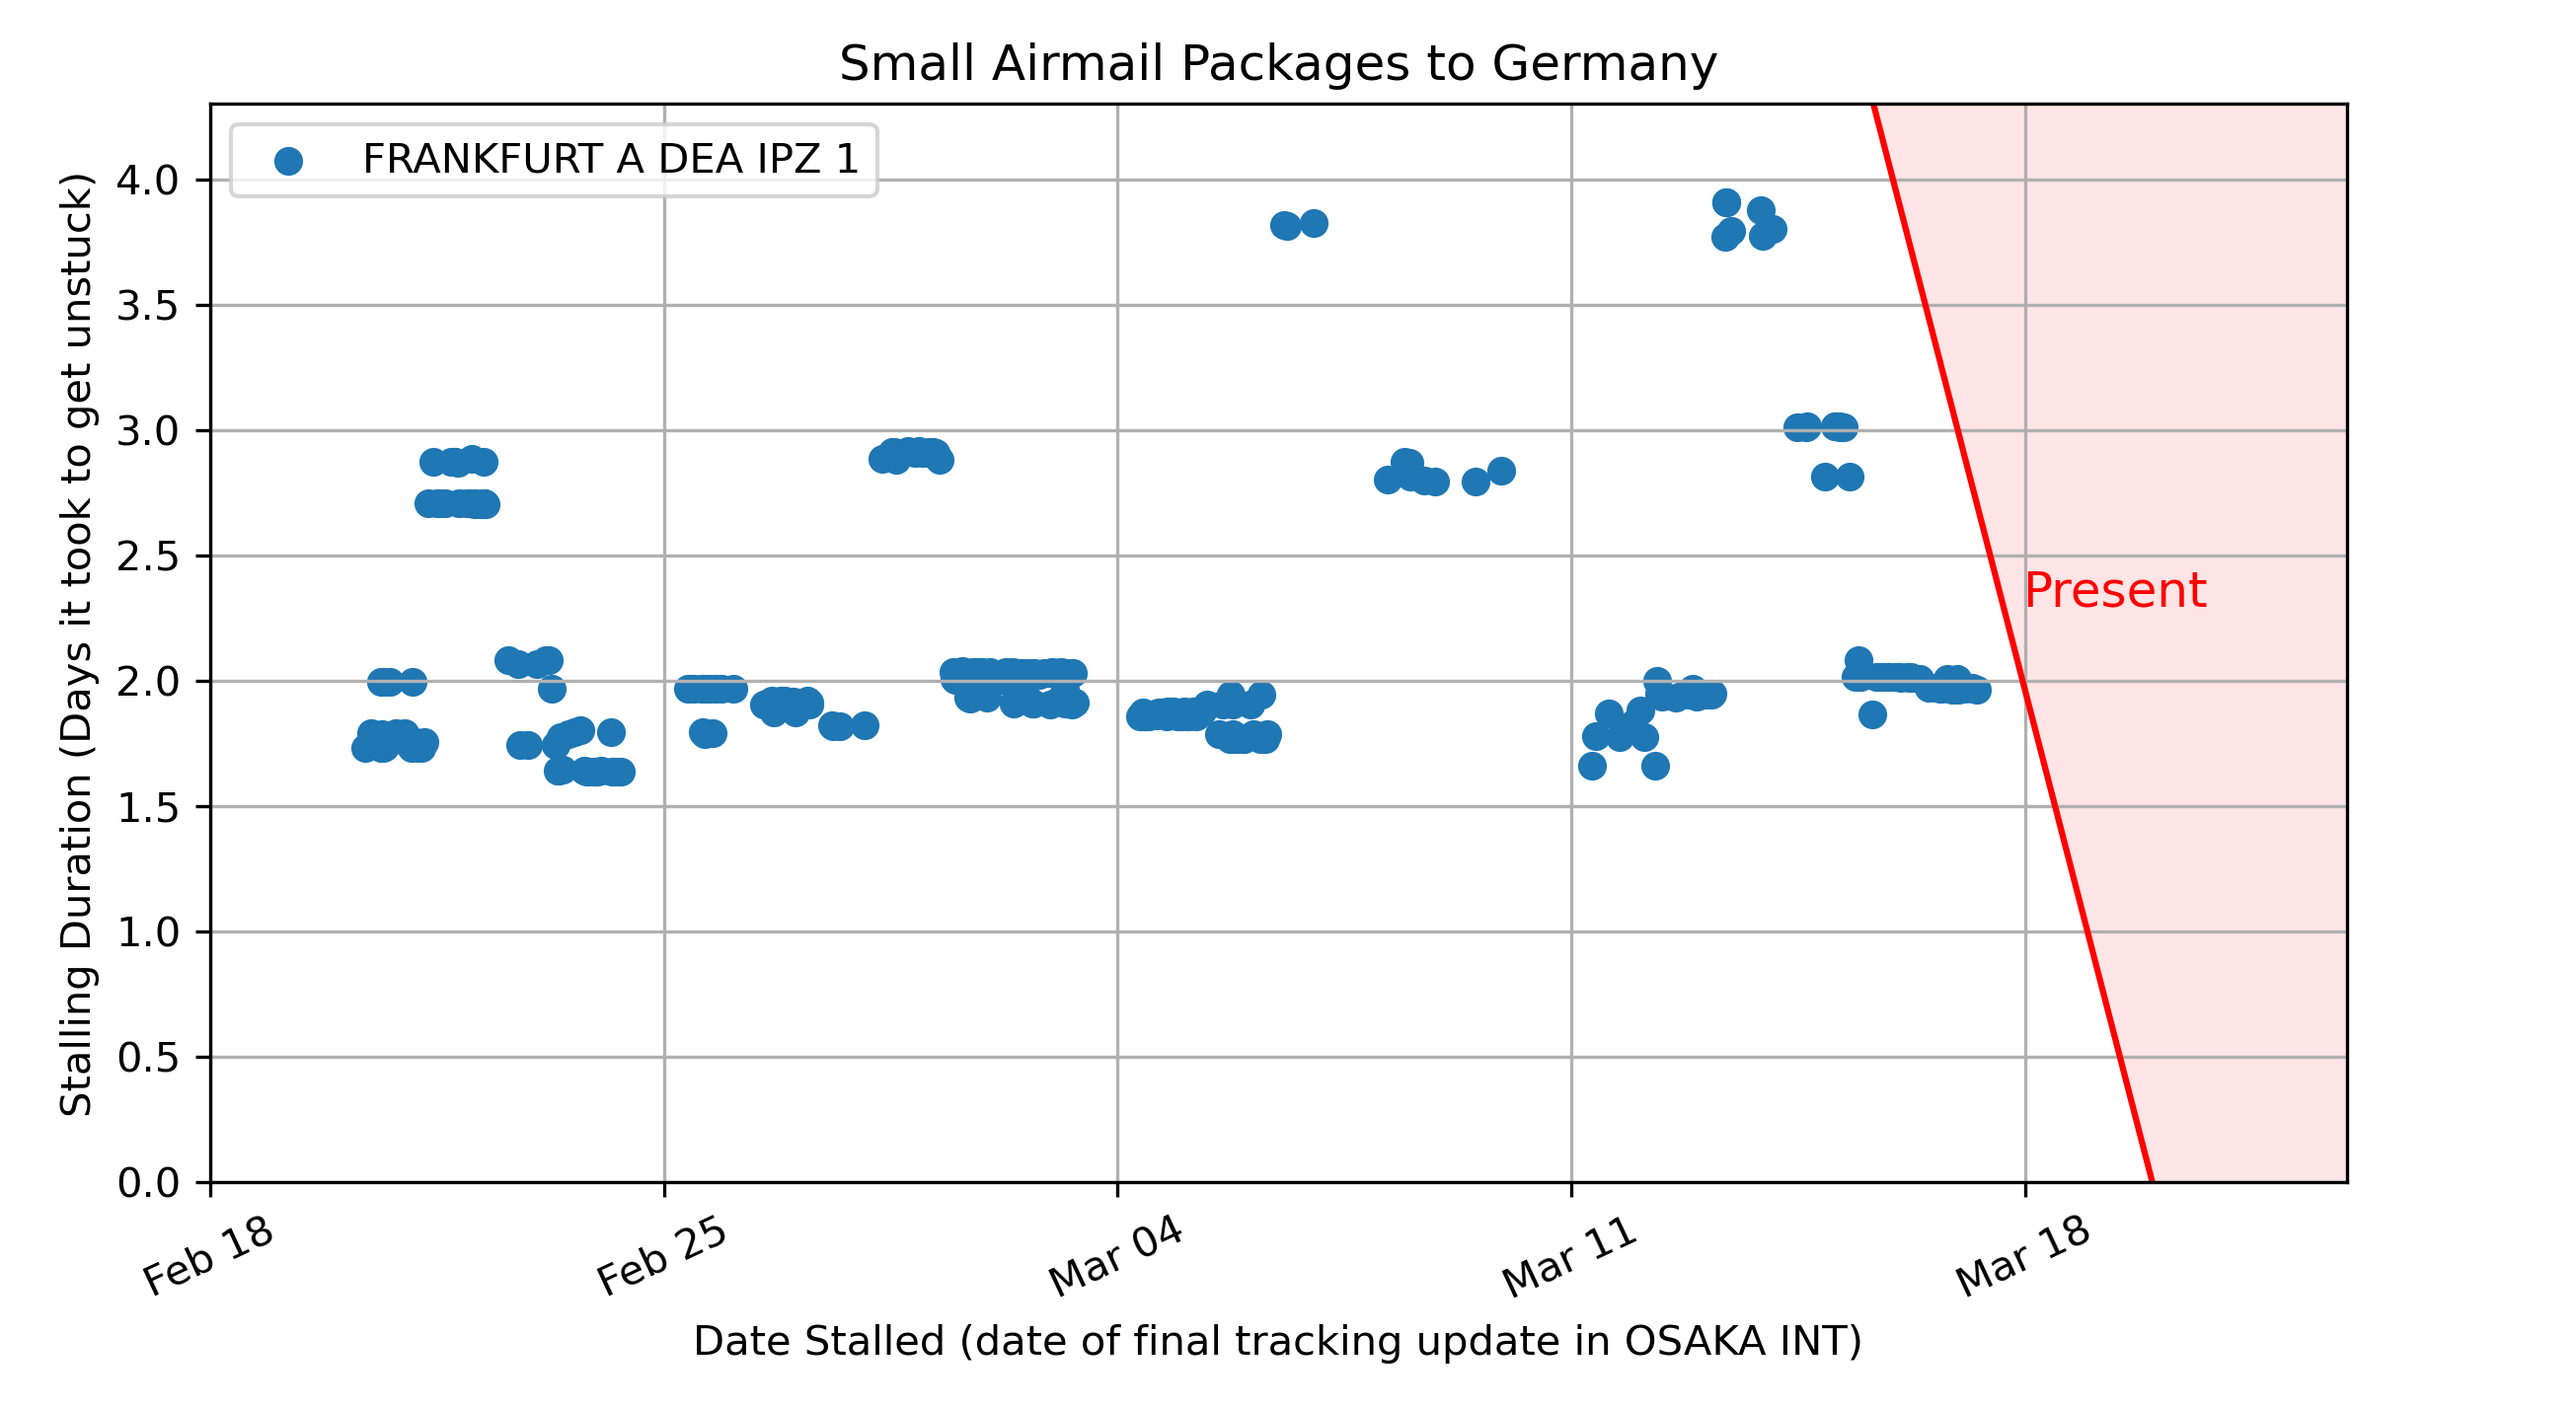 Small Airmail Packages to Germany
FRANKFURT A DEA IPZ 1
Stalling Duration (Days it took to get unstuck)
4.0
3.5
3.0
2.5
2.0
1.5
1.0
0.5
0.0
Present
Feb 18
Feb 25
Mar 04
Mar 11
Mar 18
Date Stalled (date of final tracking update in OSAKA INT)